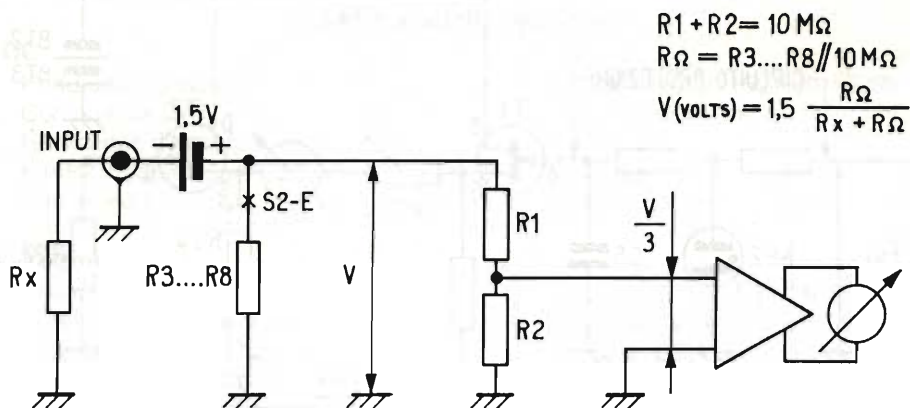 R1 + R2 = 10 MΩ
RΩ = R3....R8//10 MΩ
V (VOLTS) = 1,5 RΩ / Rx + RΩ
1,5V
INPUT
− +
S2-E
R1
V/3
Rx
R3....R8
V
R2